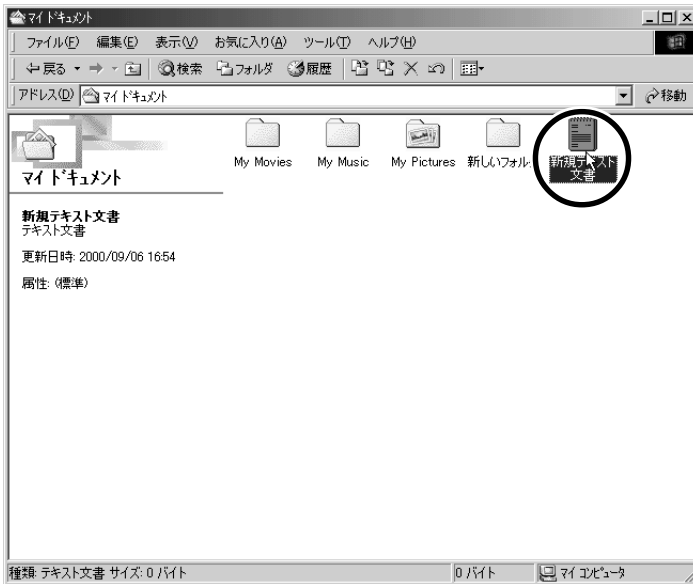 マイ ドキュメント
ファイル(F) 編集(E) 表示(V) お気に入り(A) ツール(T) ヘルプ(H)
戻る 検索 フォルダ 履歴
アドレス(D) マイ ドキュメント 移動
My Movies My Music My Pictures 新しいフォル 新規テキスト
文書
マイ ドキュメント
新規テキスト文書
テキスト文書
更新日時: 2000/09/06 16:54
属性: (標準)
種類: テキスト文書 サイズ: 0 バイト 0 バイト マイ コンピュータ